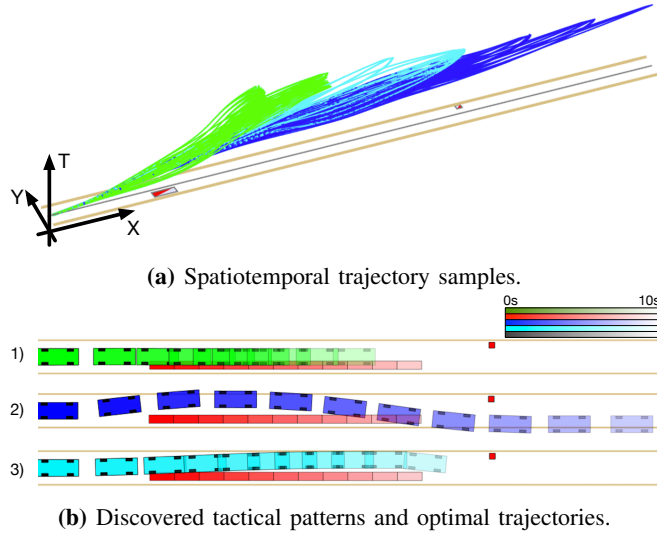 T
Y
X
(a) Spatiotemporal trajectory samples.
0s 10s
1)
2)
3)
(b) Discovered tactical patterns and optimal trajectories.